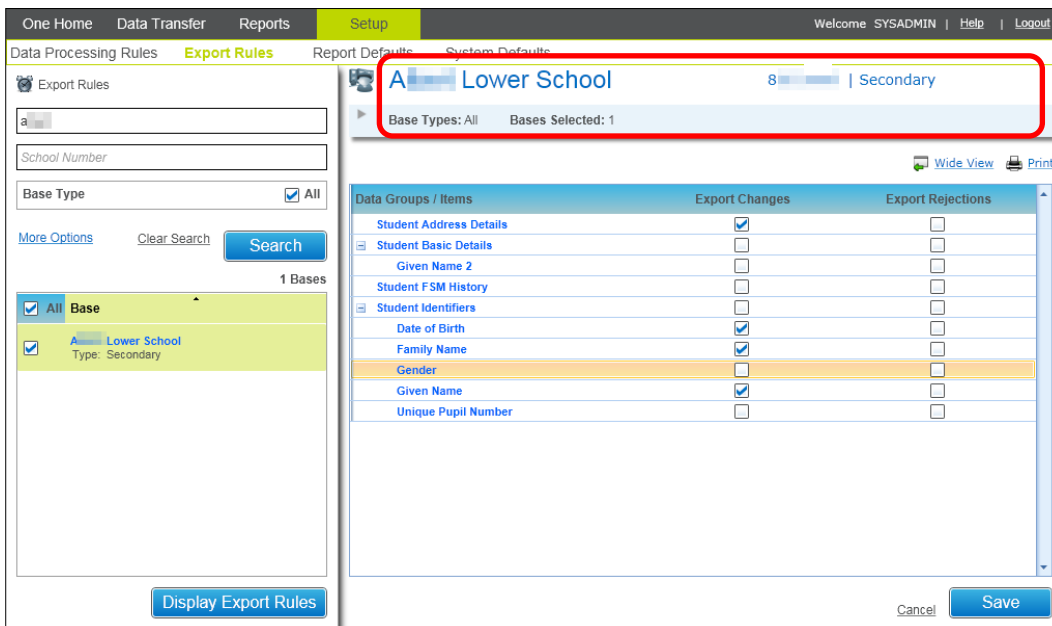 One Home Data Transfer Reports Setup Welcome SYSADMIN | Help | Logout
Data Processing Rules Export Rules Report Defaults System Defaults
Export Rules
a
School Number
Base Type All
More Options Clear Search Search
1 Bases
All Base
A Lower School
Type: Secondary
Display Export Rules
A Lower School 8 | Secondary
Base Types: All Bases Selected: 1
Wide View Print
Data Groups / Items Export Changes Export Rejections
Student Address Details
Student Basic Details
Given Name 2
Student FSM History
Student Identifiers
Date of Birth
Family Name
Gender
Given Name
Unique Pupil Number
Cancel Save